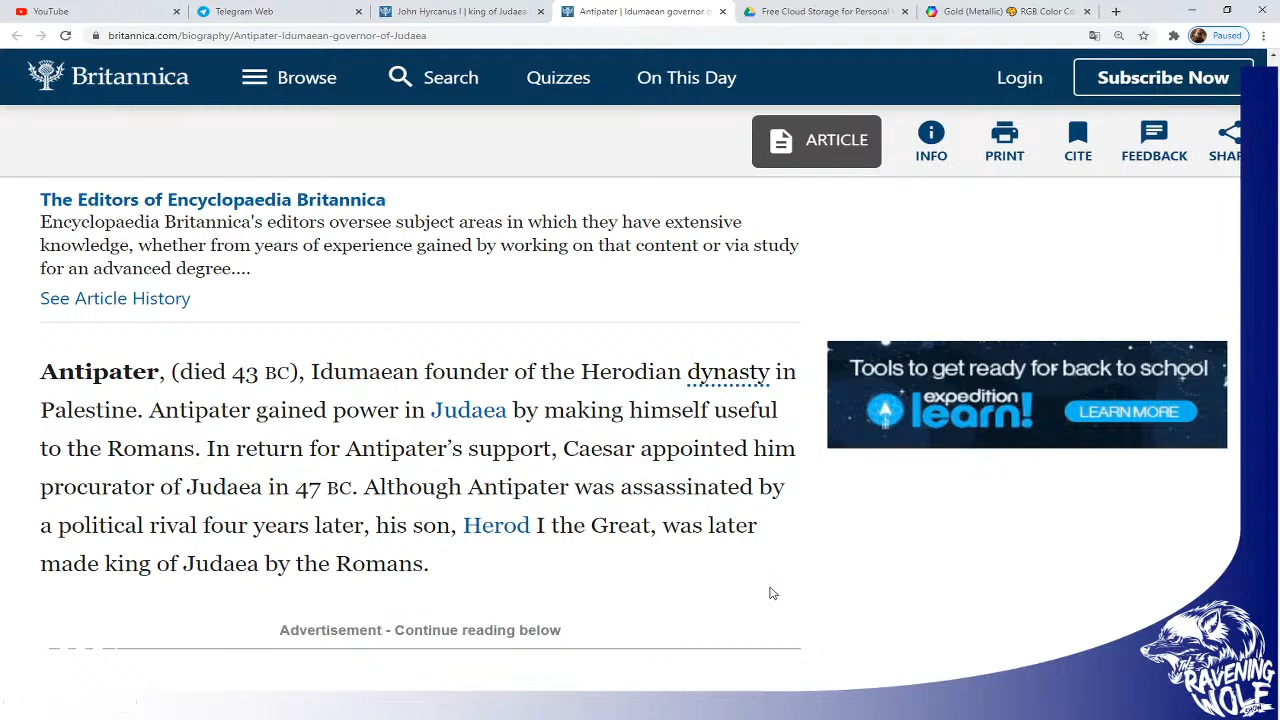 YouTube
Telegram Web
John Hyrcanus I | king of Judaea
Antipater | Idumaean governor o
Free Cloud Storage for Personal
Gold (Metallic) RGB Color Co
britannica.com/biography/Antipater-Idumaean-governor-of-Judaea
Paused
Britannica
Browse
Search
Quizzes
On This Day
Login
Subscribe Now
ARTICLE
INFO
PRINT
CITE
FEEDBACK
SHAR
The Editors of Encyclopaedia Britannica
Encyclopaedia Britannica's editors oversee subject areas in which they have extensive
knowledge, whether from years of experience gained by working on that content or via study
for an advanced degree....
See Article History
Antipater, (died 43 BC), Idumaean founder of the Herodian dynasty in
Palestine. Antipater gained power in Judaea by making himself useful
to the Romans. In return for Antipater's support, Caesar appointed him
procurator of Judaea in 47 BC. Although Antipater was assassinated by
a political rival four years later, his son, Herod I the Great, was later
made king of Judaea by the Romans.
Tools to get ready for back to school
expedition
learn!
LEARN MORE
Advertisement - Continue reading below
THE
RAVENING
WOLF